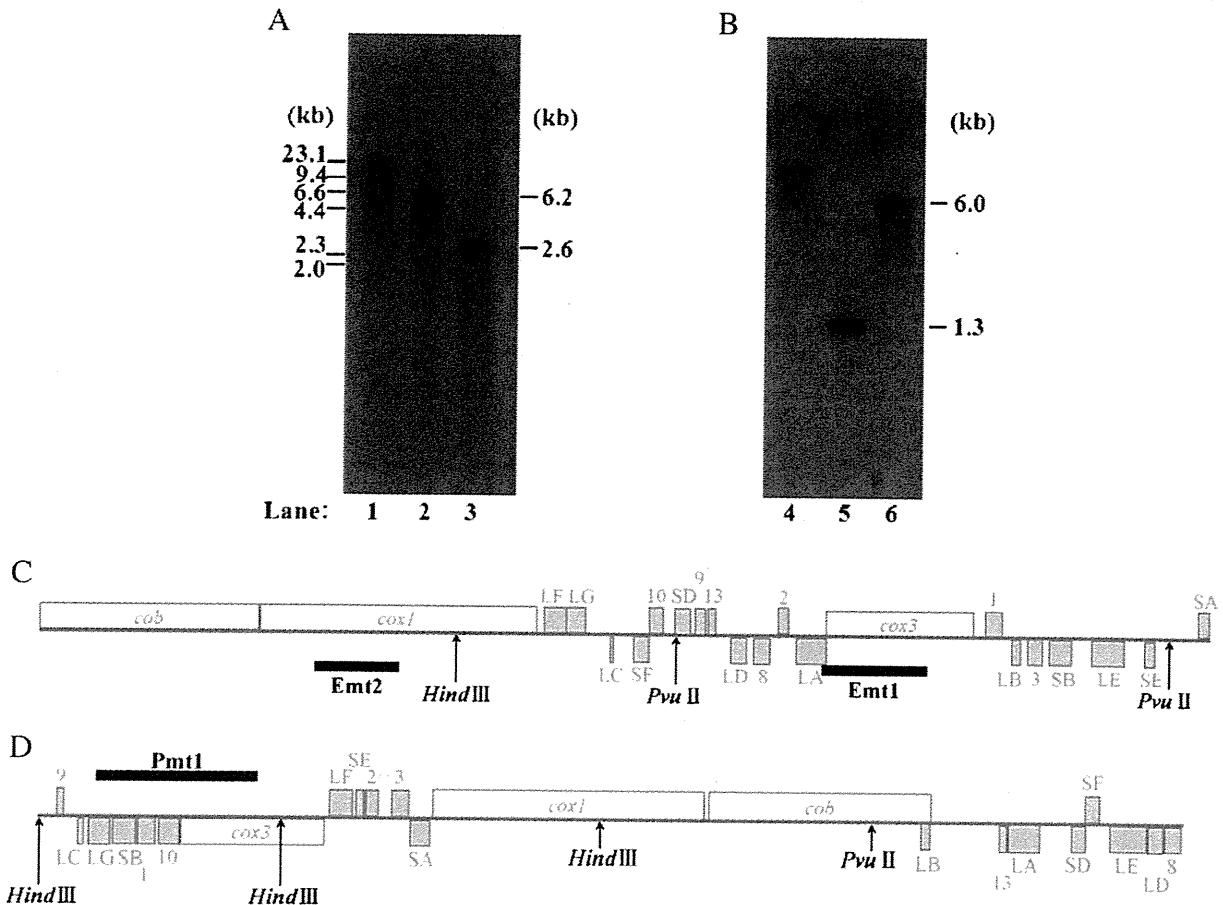 A
B
(kb)
(kb)
(kb)
23.1
9.4
6.6
4.4
2.3
2.0
6.2
2.6
6.0
1.3
Lane: 1 2 3
4 5 6
C
LF LG 10 SD 9 13 2 1 SA
cob cox1 cox3
LC SF LD 8 LA LB 3 SB LE SE
Emt2 Emt1
HindIII PvuII PvuII
D
Pmt1
9 LF SE 2 3 SF
cox1 cob
cox3
LC LG SB 1 10 SA LB 13 LA SD LE LD 8
HindIII HindIII HindIII PvuII